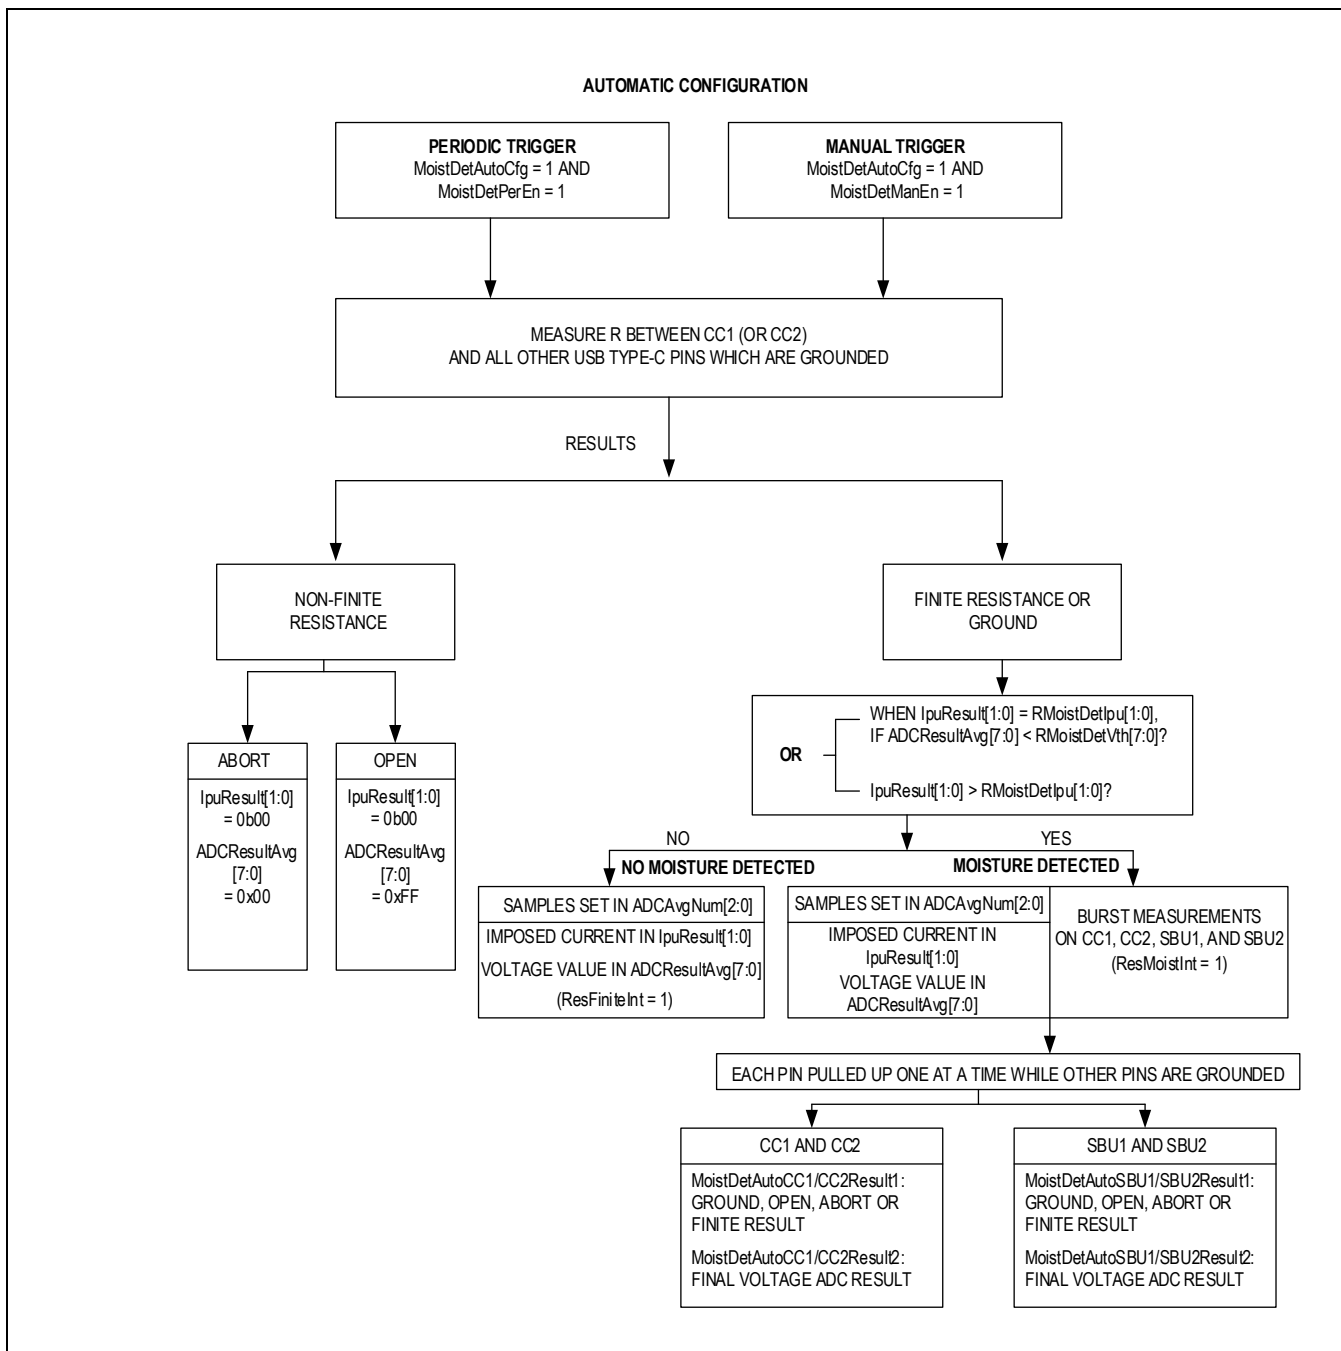 AUTOMATIC CONFIGURATION
PERIODIC TRIGGER
MoistDetAutoCfg = 1 AND
MoistDetPerEn = 1
MANUAL TRIGGER
MoistDetAutoCfg = 1 AND
MoistDetManEn = 1
MEASURE R BETWEEN CC1 (OR CC2)
AND ALL OTHER USB TYPE-C PINS WHICH ARE GROUNDED
RESULTS
NON-FINITE
RESISTANCE
FINITE RESISTANCE OR
GROUND
ABORT
IpuResult[1:0]
= 0b00
ADCResultAvg
[7:0]
= 0x00
OPEN
IpuResult[1:0]
= 0b00
ADCResultAvg
[7:0]
= 0xFF
OR
WHEN IpuResult[1:0] = RMoistDetIpu[1:0],
IF ADCResultAvg[7:0] < RMoistDetVth[7:0]?
IpuResult[1:0] > RMoistDetIpu[1:0]?
NO
YES
NO MOISTURE DETECTED
MOISTURE DETECTED
SAMPLES SET IN ADCAvgNum[2:0]
IMPOSED CURRENT IN IpuResult[1:0]
VOLTAGE VALUE IN ADCResultAvg[7:0]
(ResFiniteInt = 1)
SAMPLES SET IN ADCAvgNum[2:0]
IMPOSED CURRENT IN
IpuResult[1:0]
VOLTAGE VALUE IN
ADCResultAvg[7:0]
BURST MEASUREMENTS
ON CC1, CC2, SBU1, AND SBU2
(ResMoistInt = 1)
EACH PIN PULLED UP ONE AT A TIME WHILE OTHER PINS ARE GROUNDED
CC1 AND CC2
MoistDetAutoCC1/CC2Result1:
GROUND, OPEN, ABORT OR
FINITE RESULT
MoistDetAutoCC1/CC2Result2:
FINAL VOLTAGE ADC RESULT
SBU1 AND SBU2
MoistDetAutoSBU1/SBU2Result1:
GROUND, OPEN, ABORT OR
FINITE RESULT
MoistDetAutoSBU1/SBU2Result2:
FINAL VOLTAGE ADC RESULT